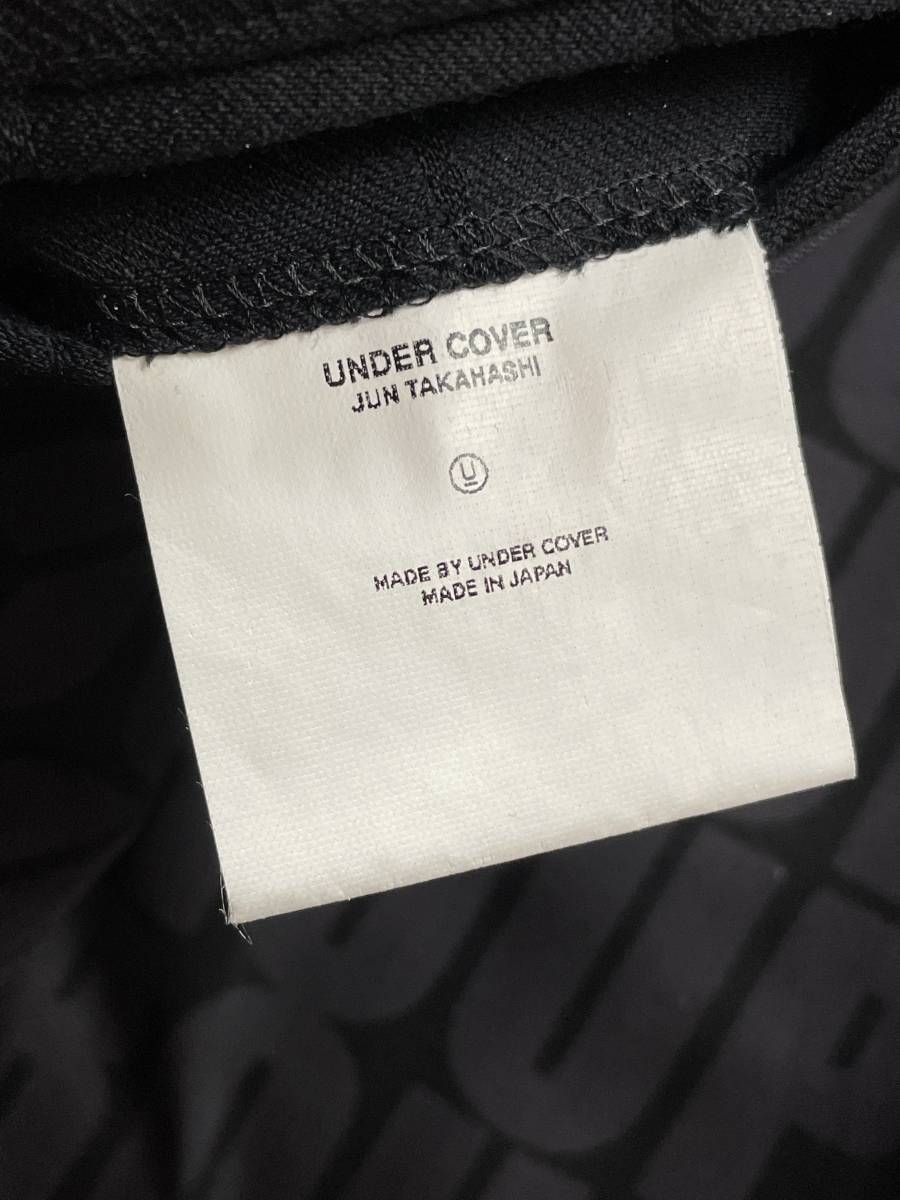 UNDER COVER
JUN TAKAHASHI
U
MADE BY UNDER COVER
MADE IN JAPAN